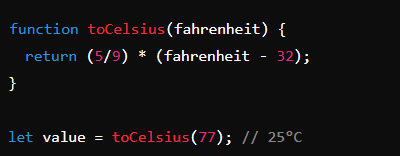 function toCelsius(fahrenheit) {
  return (5/9) * (fahrenheit - 32);
}
let value = toCelsius(77); // 25°C